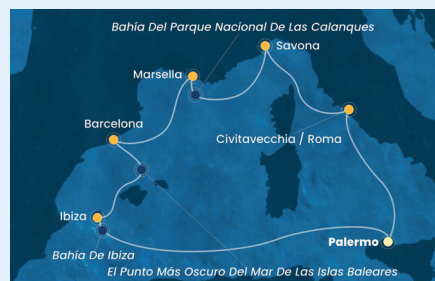 Bahía Del Parque Nacional De Las Calanques
Savona
Marsella
Barcelona
Civitavecchia / Roma
Ibiza
Palermo
Bahía De Ibiza
El Punto Más Oscuro Del Mar De Las Islas Baleares